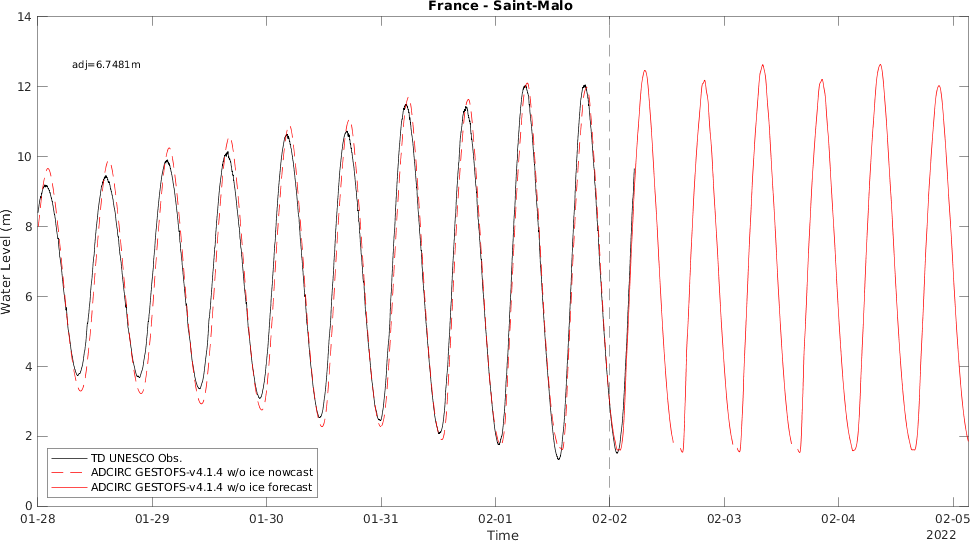 France - Saint-Malo
14
adj=6.7481m
12
10
8
6
4
2
0
Water Level (m)
TD UNESCO Obs.
ADCIRC GESTOFS-v4.1.4 w/o ice nowcast
ADCIRC GESTOFS-v4.1.4 w/o ice forecast
01-28 01-29 01-30 01-31 02-01 02-02 02-03 02-04 02-05
Time
2022